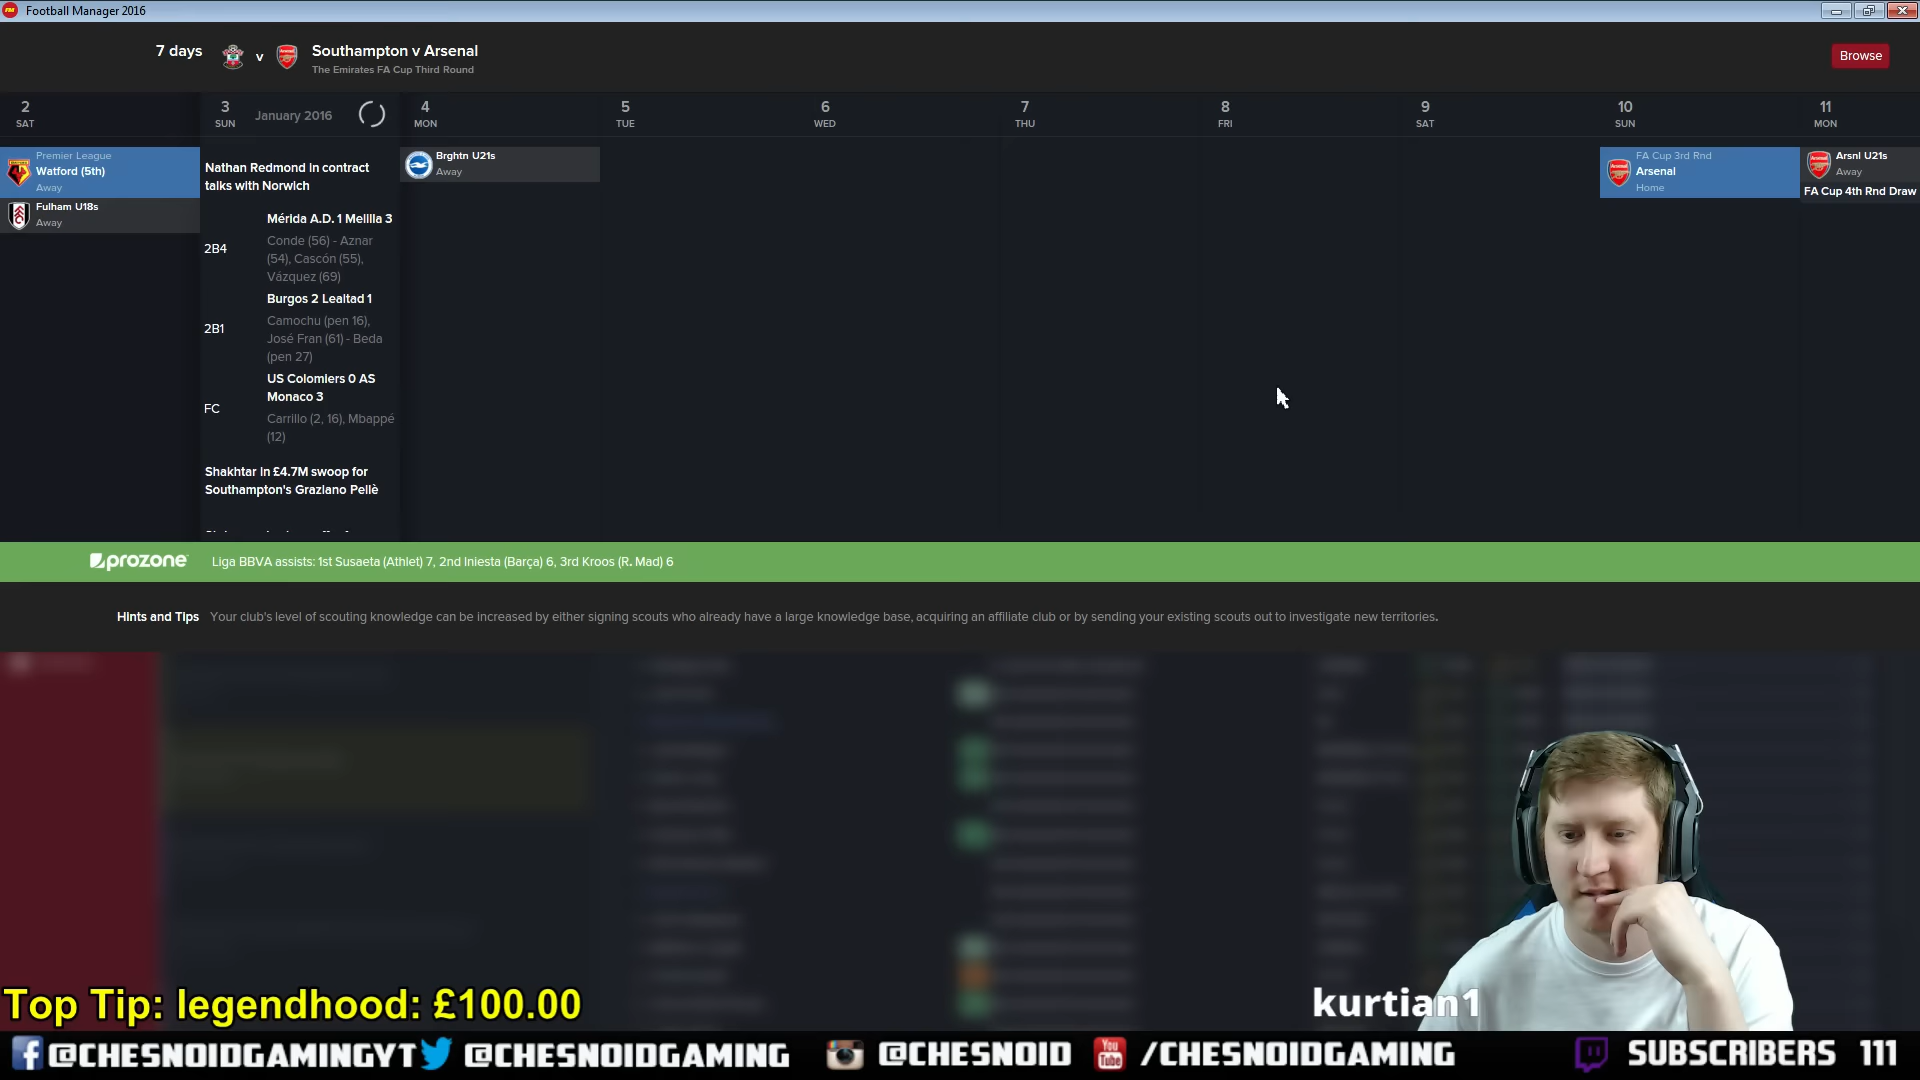 Football Manager 2016
7 days
v
Southampton v Arsenal
The Emirates FA Cup Third Round
Browse
2
SAT
3
SUN
January 2016
4
MON
5
TUE
6
WED
7
THU
8
FRI
9
SAT
10
SUN
11
MON
Premier League
Watford (5th)
Away
Fulham U18s
Away
Nathan Redmond in contract
talks with Norwich
2B4
Mérida A.D. 1 Melilla 3
Conde (56) - Aznar
(54), Cascón (55),
Vázquez (69)
2B1
Burgos 2 Lealtad 1
Camochu (pen 16),
José Fran (61) - Beda
(pen 27)
FC
US Colomiers 0 AS
Monaco 3
Carrillo (2, 16), Mbappé
(12)
Shakhtar in £4.7M swoop for
Southampton's Graziano Pellè
Brghtn U21s
Away
FA Cup 3rd Rnd
Arsenal
Home
Arsnl U21s
Away
FA Cup 4th Rnd Draw
prozone
Liga BBVA assists: 1st Susaeta (Athlet) 7, 2nd Iniesta (Barça) 6, 3rd Kroos (R. Mad) 6
Hints and Tips
Your club's level of scouting knowledge can be increased by either signing scouts who already have a large knowledge base, acquiring an affiliate club or by sending your existing scouts out to investigate new territories.
Top Tip: legendhood: £100.00
kurtian1
@CHESNOIDGAMINGYT
@CHESNOIDGAMING
@CHESNOID
You Tube
/CHESNOIDGAMING
SUBSCRIBERS 111